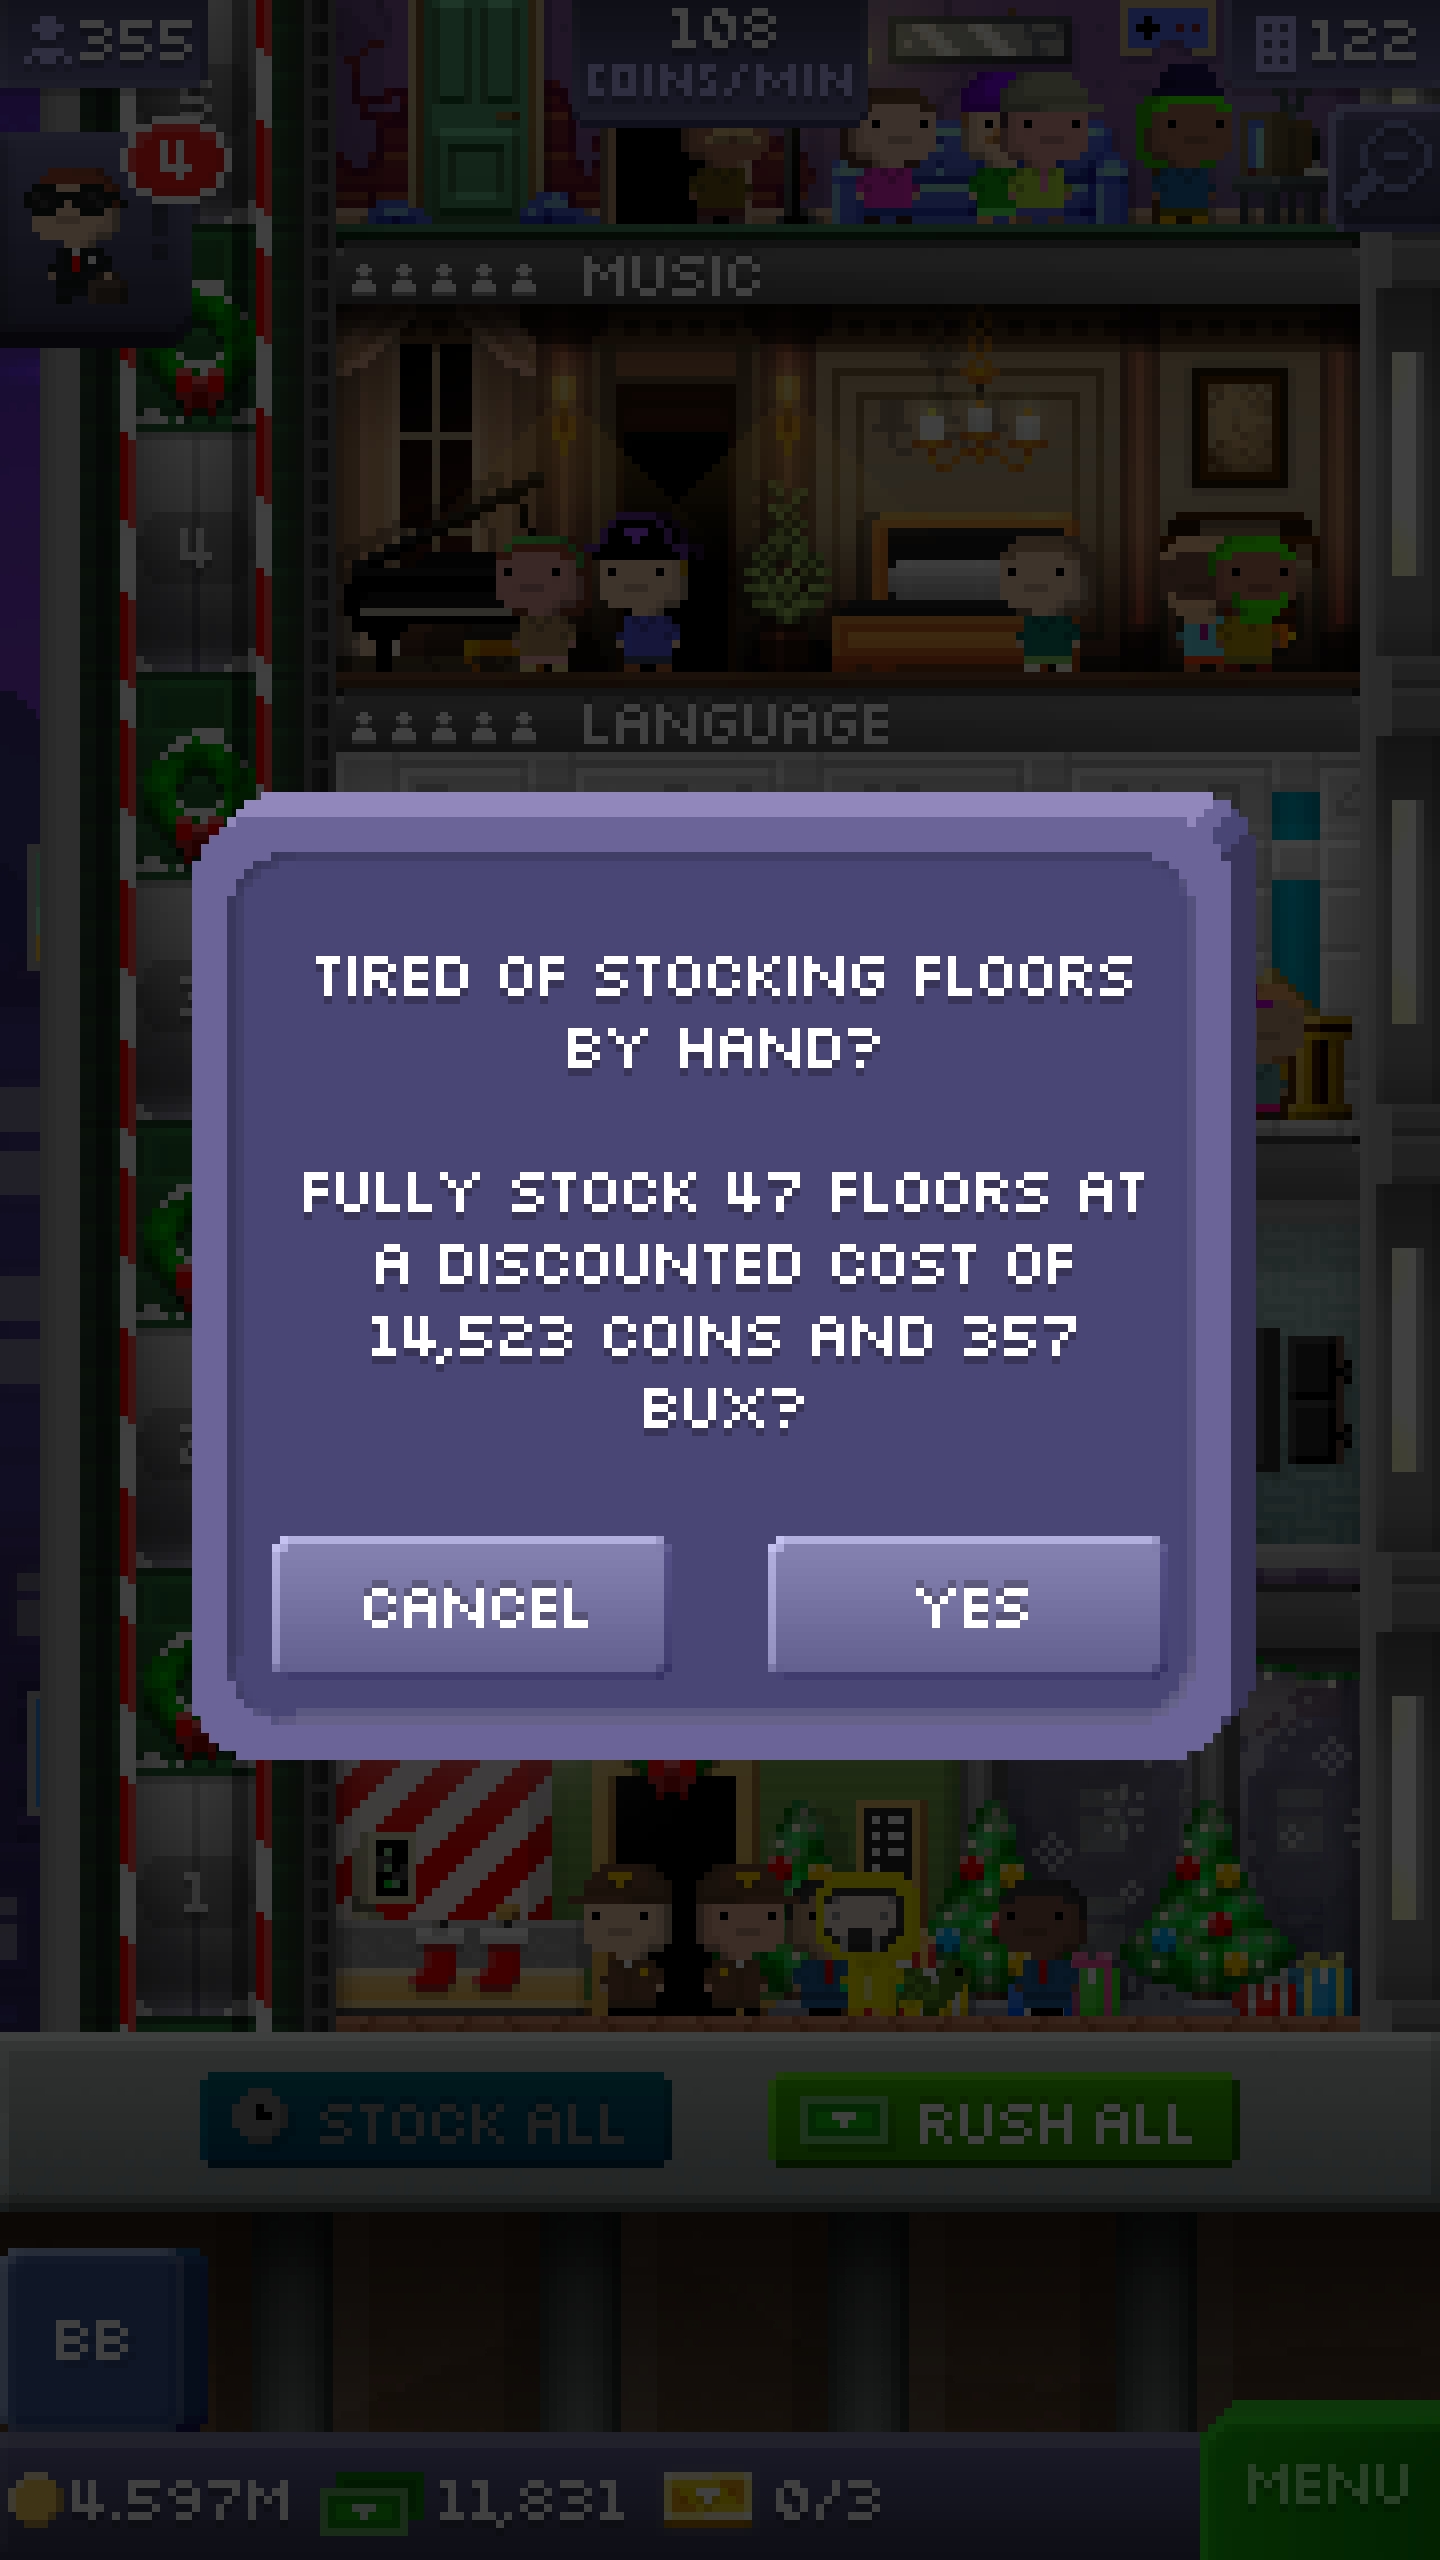 355
108
COINS/MIN
122
5
4
MUSIC
4
LANGUAGE
TIRED OF STOCKING FLOORS
BY HAND?
FULLY STOCK 47 FLOORS AT
A DISCOUNTED COST OF
14,523 COINS AND 357
BUX?
CANCEL
YES
1
STOCK ALL
RUSH ALL
BB
4.597M
11,831
0/3
MENU